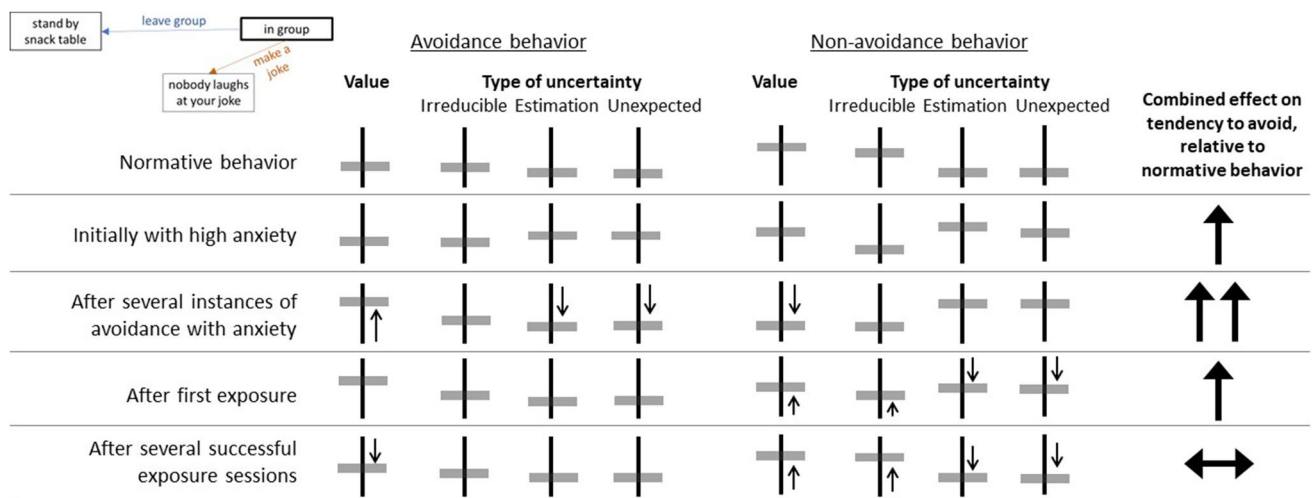 stand by
snack table
leave group
in group
make a
joke
nobody laughs
at your joke
Avoidance behavior
Non-avoidance behavior
Value
Type of uncertainty
Value
Type of uncertainty
Irreducible Estimation Unexpected
Irreducible Estimation Unexpected
Combined effect on
tendency to avoid,
relative to
normative behavior
Normative behavior
Initially with high anxiety
After several instances of
avoidance with anxiety
After first exposure
After several successful
exposure sessions